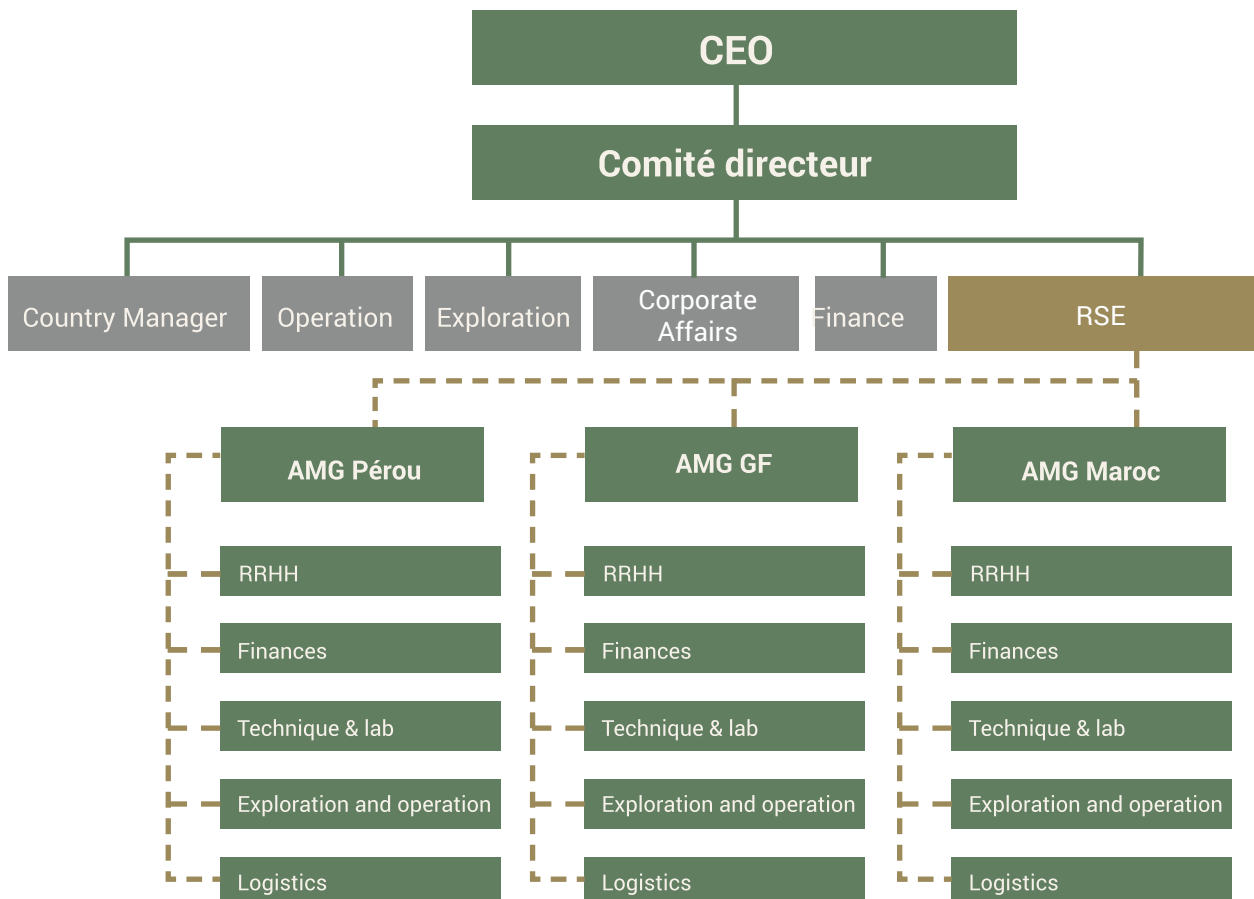 CEO
Comité directeur
Country Manager
Operation
Exploration
Corporate
Affairs
Finance
RSE
AMG Pérou
RRHH
Finances
Technique & lab
Exploration and operation
Logistics
AMG GF
RRHH
Finances
Technique & lab
Exploration and operation
Logistics
AMG Maroc
RRHH
Finances
Technique & lab
Exploration and operation
Logistics